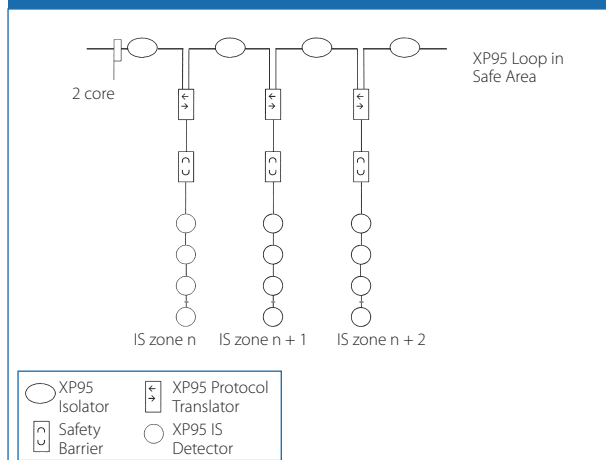 XP95 Loop in
Safe Area
2 core
IS zone n
IS zone n + 1
IS zone n + 2
XP95
Isolator
XP95 Protocol
Translator
Safety
Barrier
XP95 IS
Detector